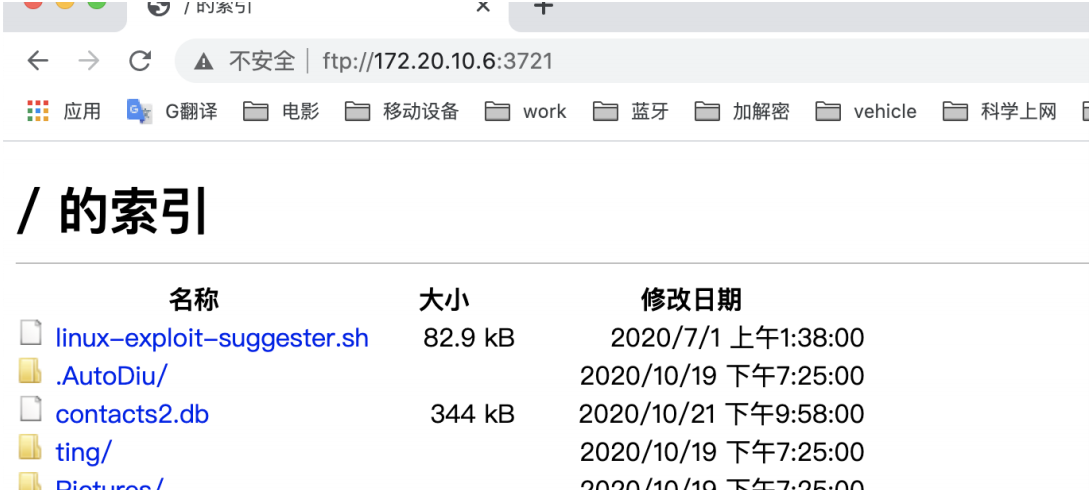 / 的索引
不安全 ftp://172.20.10.6:3721
应用 G翻译 电影 移动设备 work 蓝牙 加解密 vehicle 科学上网
/ 的索引
名称 大小 修改日期
linux-exploit-suggester.sh 82.9 kB 2020/7/1 上午1:38:00
.AutoDiu/ 2020/10/19 下午7:25:00
contacts2.db 344 kB 2020/10/21 下午9:58:00
ting/ 2020/10/19 下午7:25:00
Pictures/ 2020/10/19 下午7:25:00